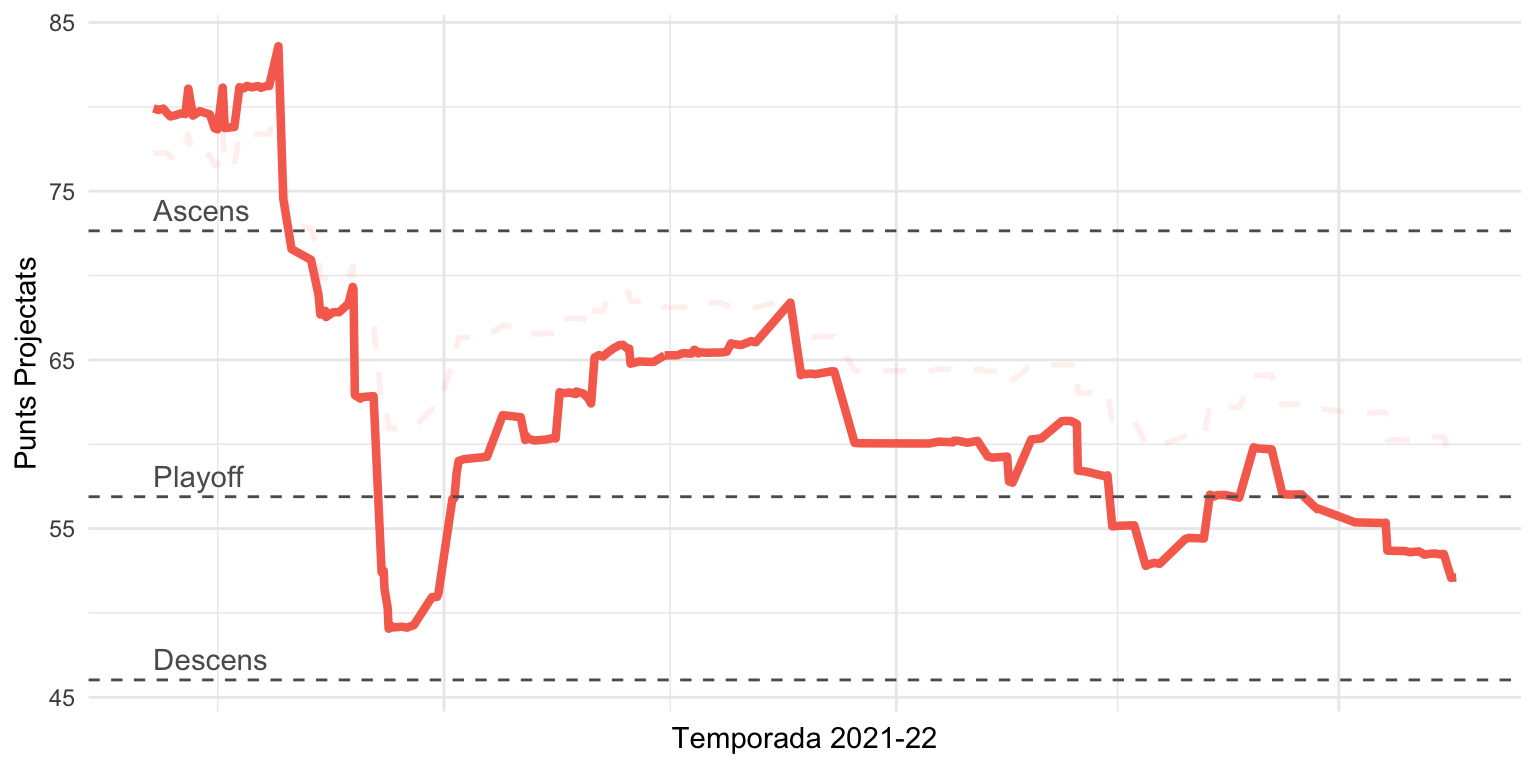 85
75
65
55
45
Punts Projectats
Ascens
Playoff
Descens
Temporada 2021-22